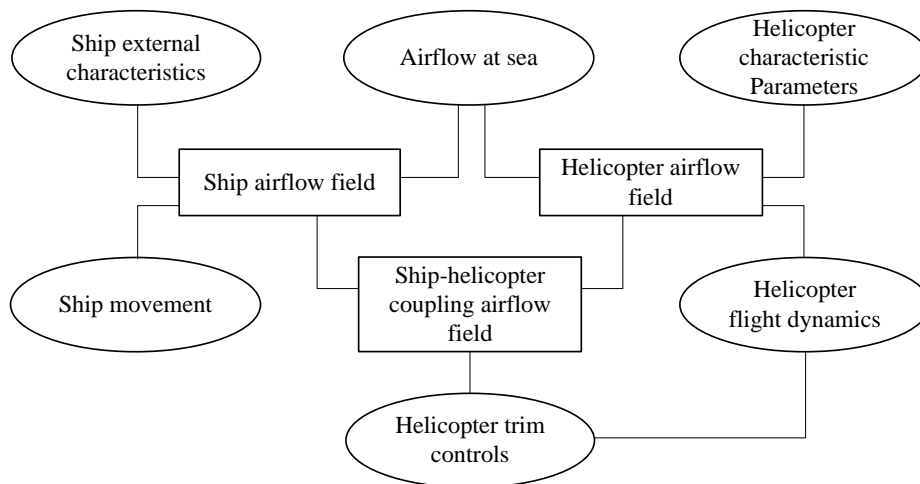 Ship external
characteristics
Airflow at sea
Helicopter
characteristic
Parameters
Ship airflow field
Helicopter airflow
field
Ship movement
Ship-helicopter
coupling airflow
field
Helicopter
flight dynamics
Helicopter trim
controls